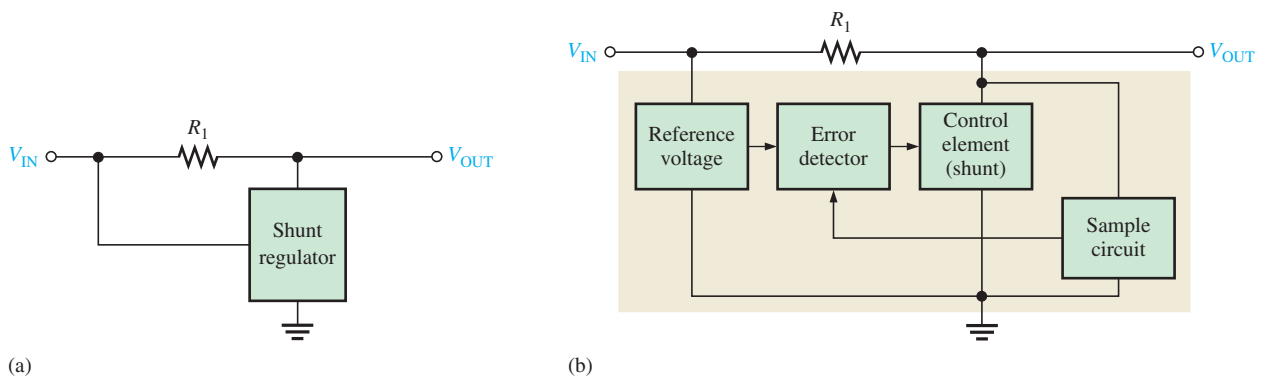 R1
VIN
VOUT
Shunt
regulator
(a)
R1
VIN
VOUT
Reference
voltage
Error
detector
Control
element
(shunt)
Sample
circuit
(b)